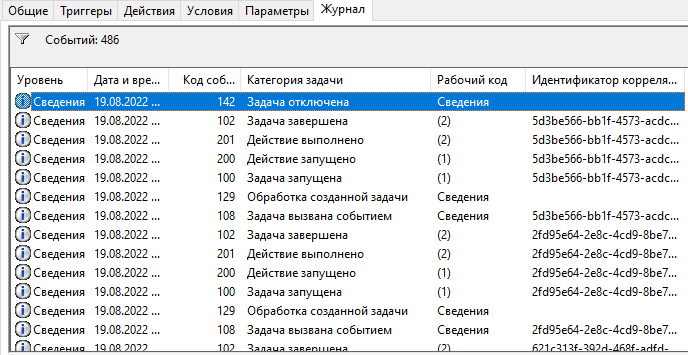 Общие Триггеры Действия Условия Параметры Журнал
Событий: 486
Уровень Дата и вре... Код соб... Категория задачи Рабочий код Идентификатор корреля...
Сведения 19.08.2022 ... 142 Задача отключена Сведения
Сведения 19.08.2022 ... 102 Задача завершена (2) 5d3be566-bb1f-4573-acdc...
Сведения 19.08.2022 ... 201 Действие выполнено (2) 5d3be566-bb1f-4573-acdc...
Сведения 19.08.2022 ... 200 Действие запущено (1) 5d3be566-bb1f-4573-acdc...
Сведения 19.08.2022 ... 100 Задача запущена (1) 5d3be566-bb1f-4573-acdc...
Сведения 19.08.2022 ... 129 Обработка созданной задачи Сведения
Сведения 19.08.2022 ... 108 Задача вызвана событием Сведения 5d3be566-bb1f-4573-acdc...
Сведения 19.08.2022 ... 102 Задача завершена (2) 2fd95e64-2e8c-4cd9-8be7...
Сведения 19.08.2022 ... 201 Действие выполнено (2) 2fd95e64-2e8c-4cd9-8be7...
Сведения 19.08.2022 ... 200 Действие запущено (1) 2fd95e64-2e8c-4cd9-8be7...
Сведения 19.08.2022 ... 100 Задача запущена (1) 2fd95e64-2e8c-4cd9-8be7...
Сведения 19.08.2022 ... 129 Обработка созданной задачи Сведения
Сведения 19.08.2022 ... 108 Задача вызвана событием Сведения 2fd95e64-2e8c-4cd9-8be7...
Сведения 19.08.2022 ... 102 Задача завершена (2) 621c313f-392d-468f-adfd-...